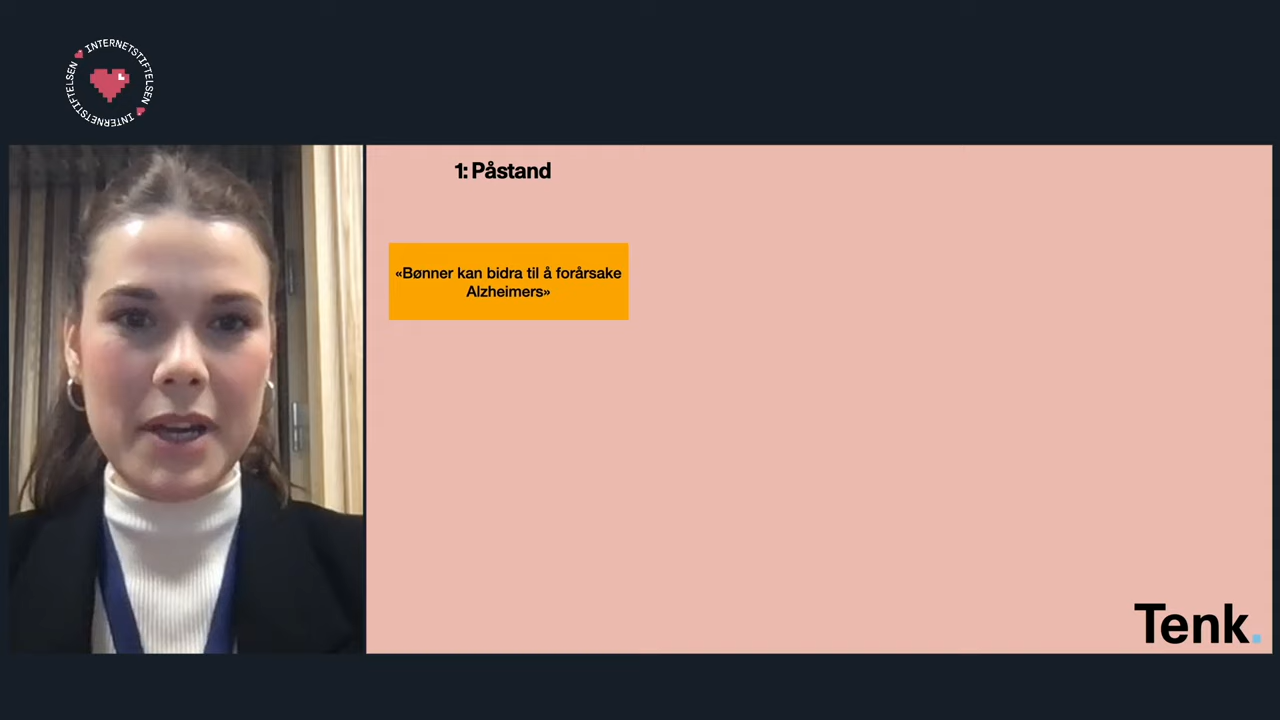 INTERNETSTIFTELSEN
INTERNETSTIFTELSEN
1: Påstand
«Bønner kan bidra til å forårsake
Alzheimers»
Tenk.